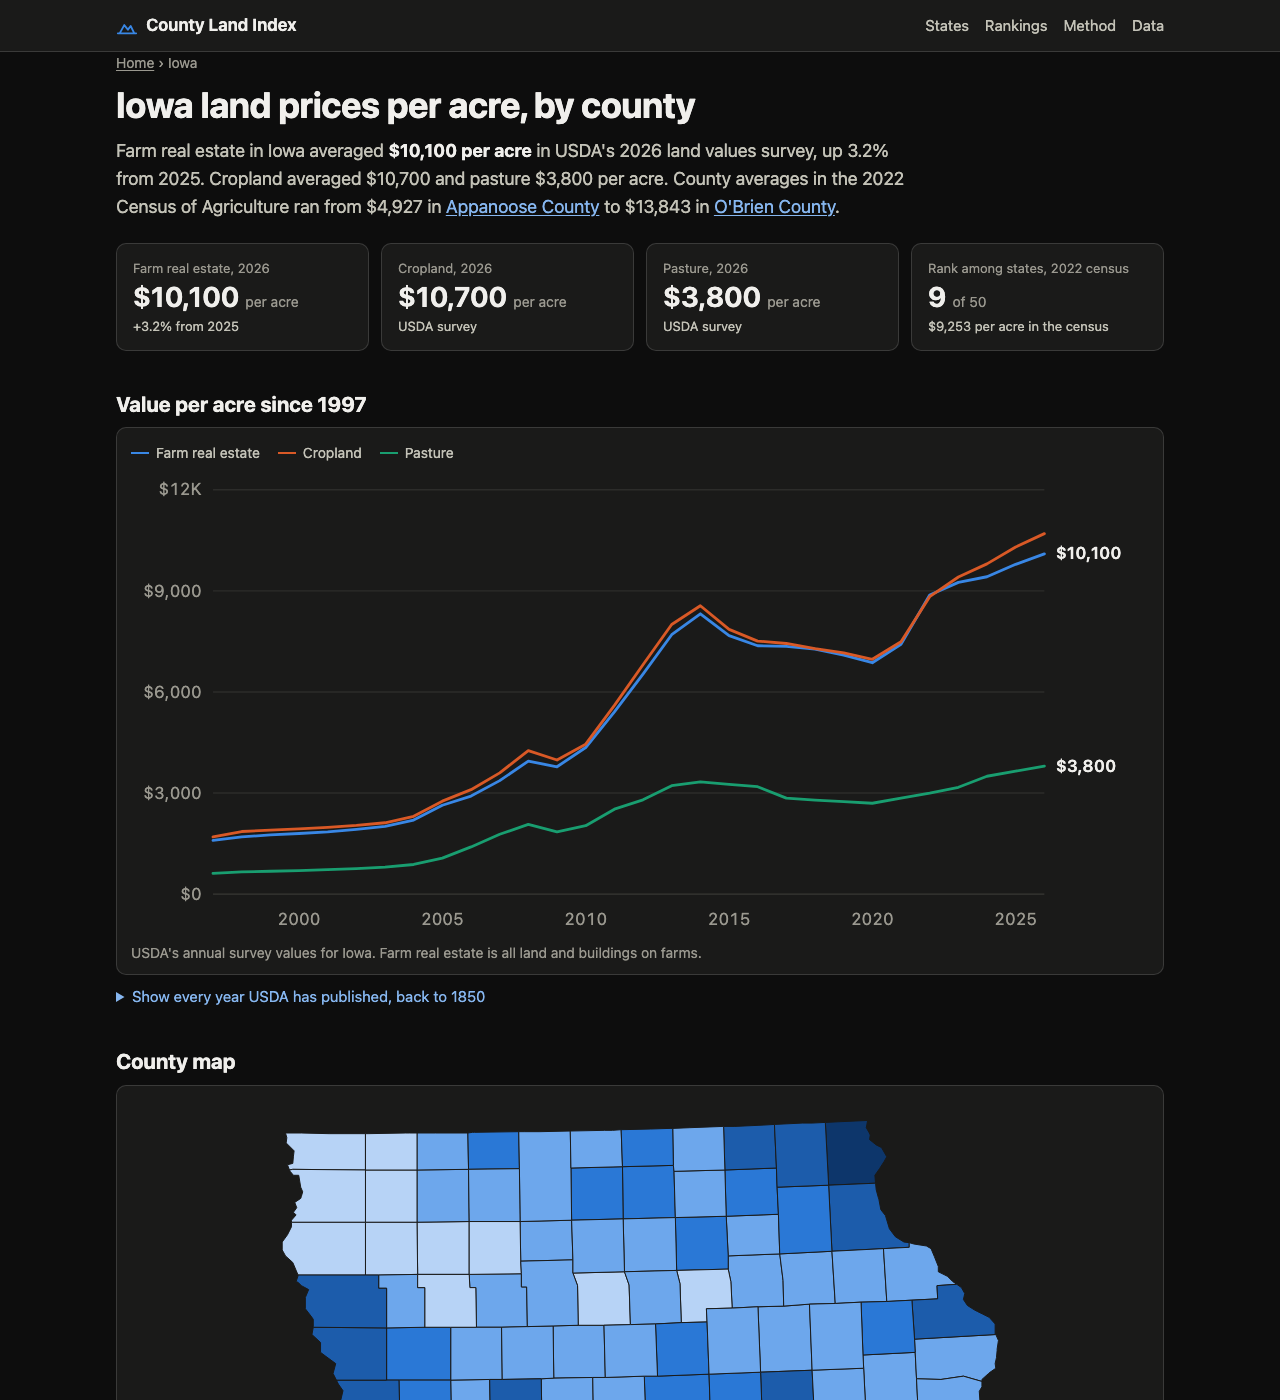 County Land Index
States Rankings Method Data
Home › Iowa
Iowa land prices per acre, by county
Farm real estate in Iowa averaged $10,100 per acre in USDA's 2026 land values survey, up 3.2%
from 2025. Cropland averaged $10,700 and pasture $3,800 per acre. County averages in the 2022
Census of Agriculture ran from $4,927 in Appanoose County to $13,843 in O'Brien County.
Farm real estate, 2026
$10,100 per acre
+3.2% from 2025
Cropland, 2026
$10,700 per acre
USDA survey
Pasture, 2026
$3,800 per acre
USDA survey
Rank among states, 2022 census
9 of 50
$9,253 per acre in the census
Value per acre since 1997
Farm real estate Cropland Pasture
$12K
$10,100
$9,000
$6,000
$3,800
$3,000
$0
2000 2005 2010 2015 2020 2025
USDA's annual survey values for Iowa. Farm real estate is all land and buildings on farms.
Show every year USDA has published, back to 1850
County map